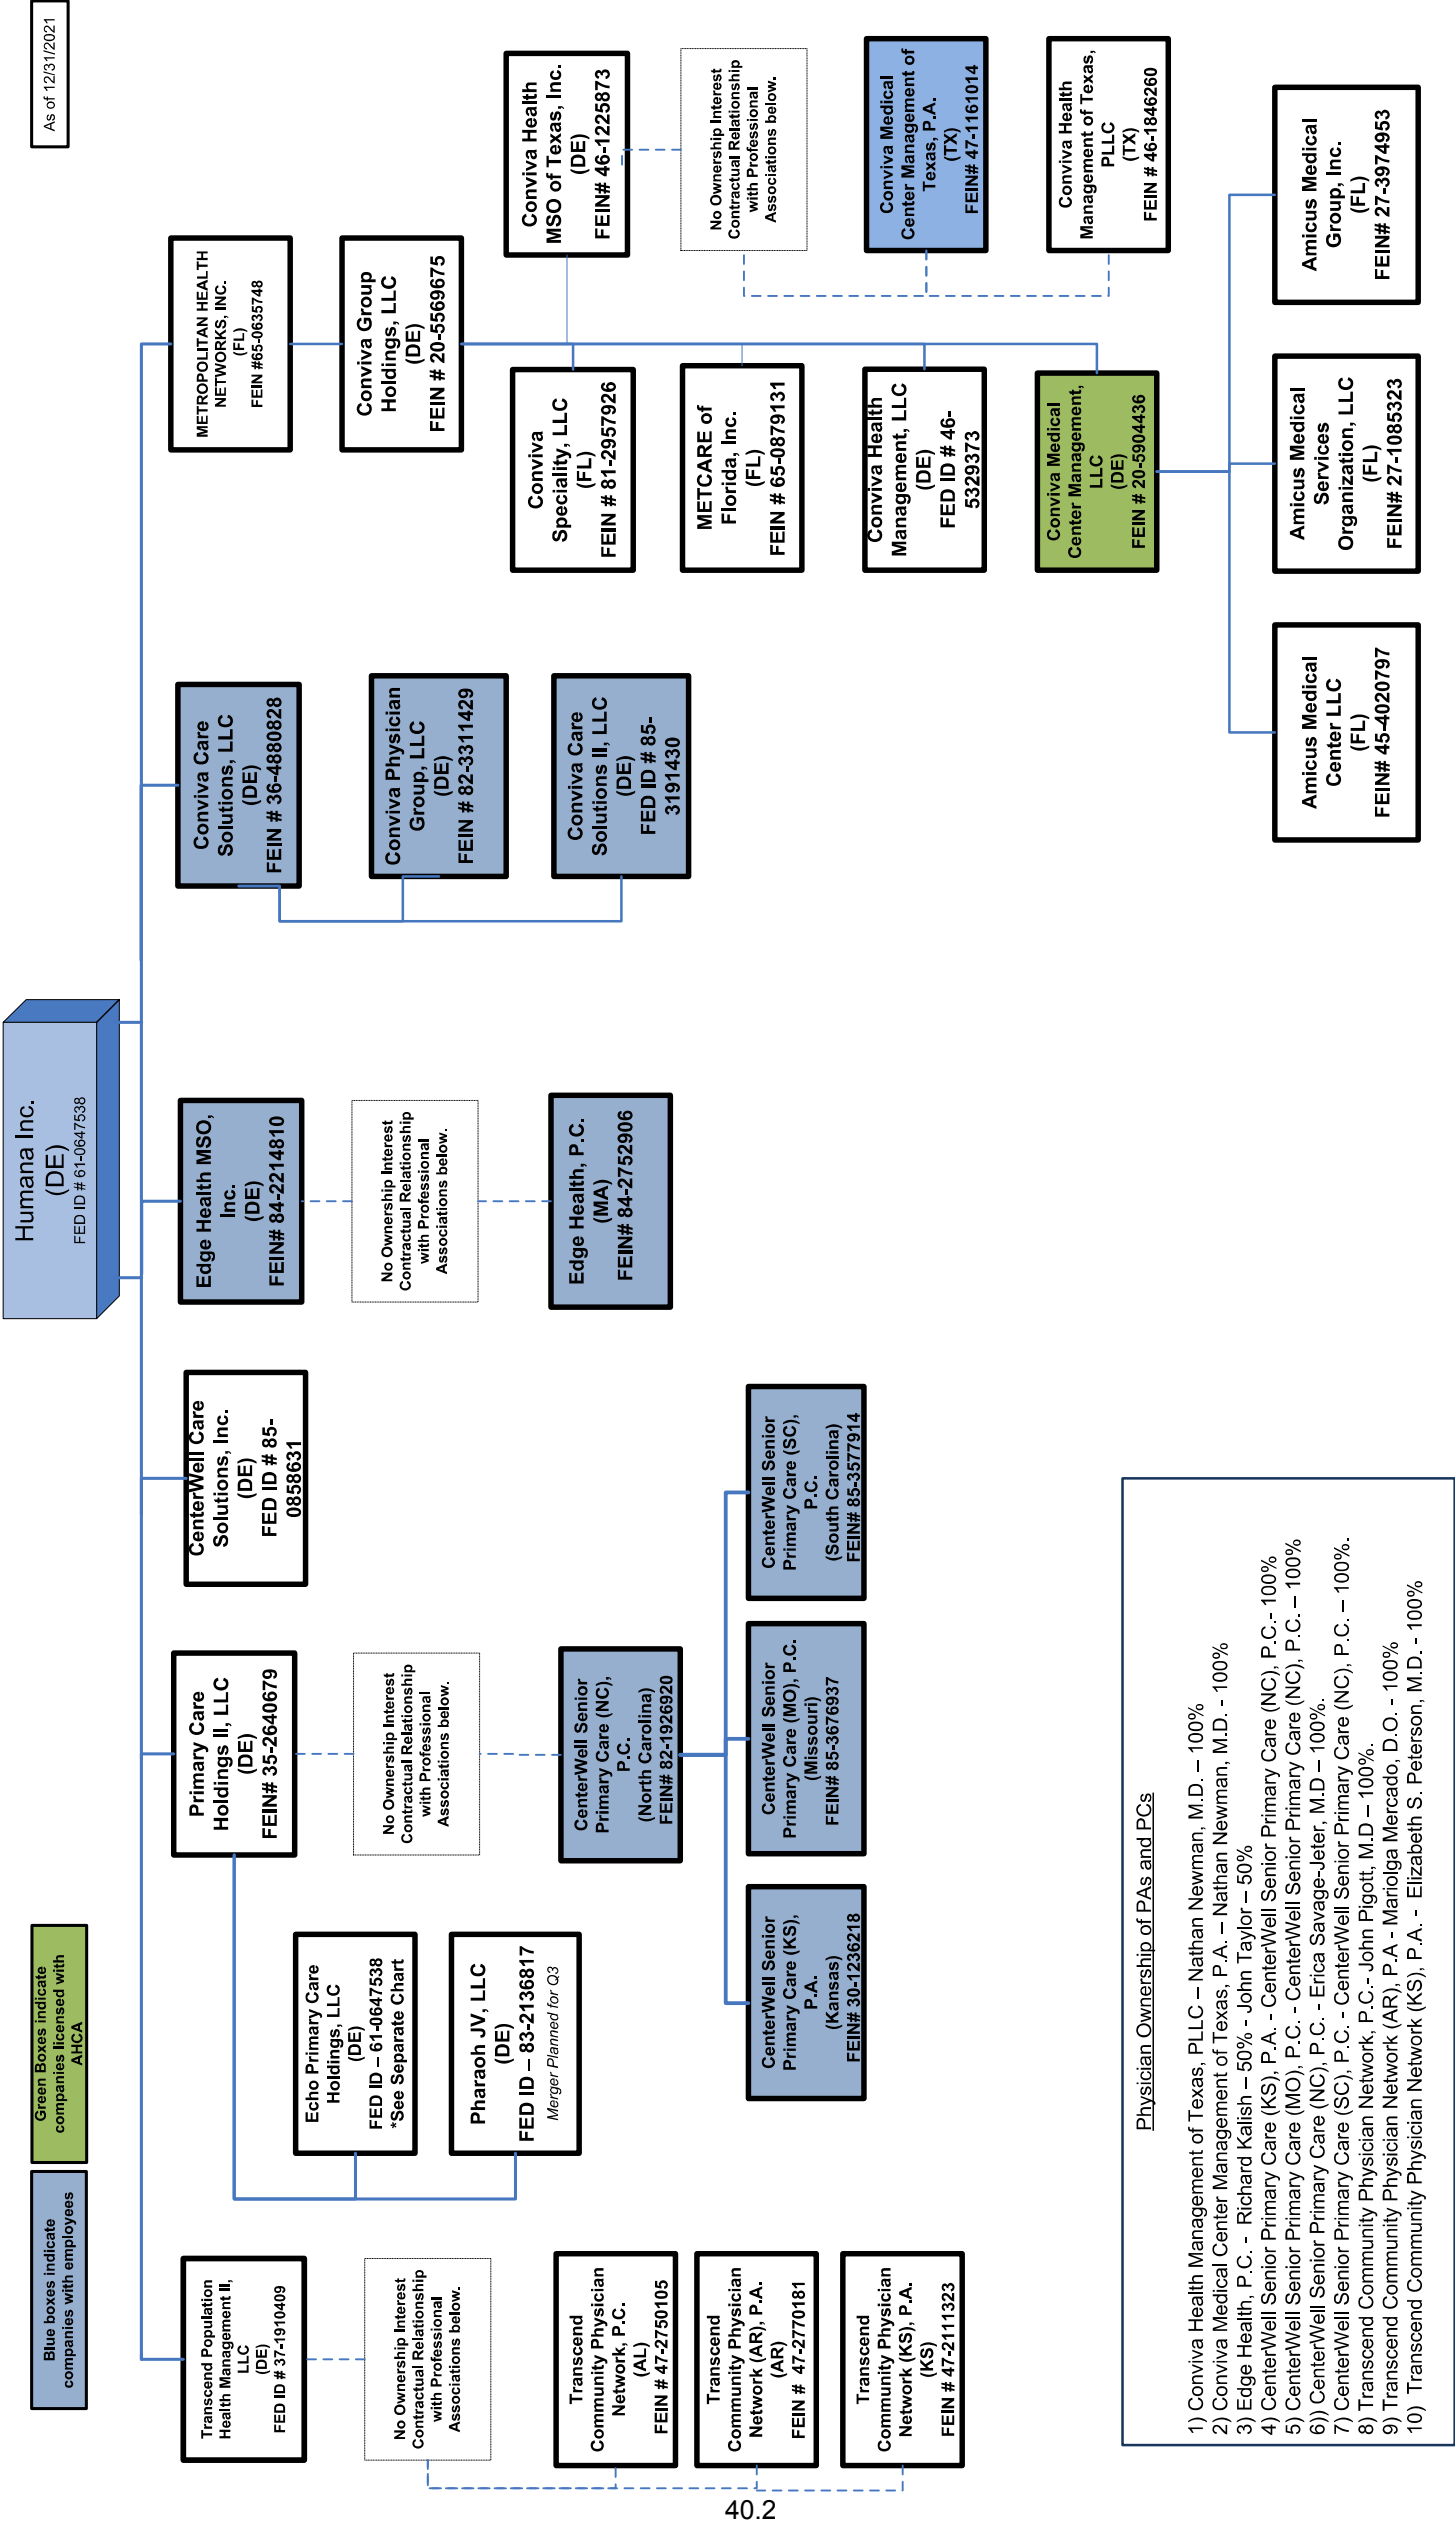 As of 12/31/2021
Humana Inc.
(DE)
FED ID # 61-0647538
Blue boxes indicate
companies with employees
Green Boxes indicate
companies licensed with
AHCA
Transcend Population
Health Management II,
LLC
(DE)
FED ID # 37-1910409
No Ownership Interest
Contractual Relationship
with Professional
Associations below.
Transcend
Community Physician
Network, P.C.
(AL)
FEIN # 47-2750105
Transcend
Community Physician
Network (AR), P.A.
(AR)
FEIN # 47-2770181
Transcend
Community Physician
Network (KS), P.A.
(KS)
FEIN # 47-2111323
Primary Care
Holdings II, LLC
(DE)
FEIN# 35-2640679
Echo Primary Care
Holdings, LLC
(DE)
FED ID – 61-0647538
*See Separate Chart
Pharaoh JV, LLC
(DE)
FED ID – 83-2136817
Merger Planned for Q3
No Ownership Interest
Contractual Relationship
with Professional
Associations below.
CenterWell Senior
Primary Care (NC),
P.C.
(North Carolina)
FEIN# 82-1926920
CenterWell Senior
Primary Care (KS),
P.A.
(Kansas)
FEIN# 30-1236218
CenterWell Senior
Primary Care (MO), P.C.
(Missouri)
FEIN# 85-3676937
CenterWell Senior
Primary Care (SC),
P.C.
(South Carolina)
FEIN# 85-3577914
CenterWell Care
Solutions, Inc.
(DE)
FED ID # 85-
0858631
Edge Health MSO,
Inc.
(DE)
FEIN# 84-2214810
No Ownership Interest
Contractual Relationship
with Professional
Associations below.
Edge Health, P.C.
(MA)
FEIN# 84-2752906
Conviva Care
Solutions, LLC
(DE)
FEIN # 36-4880828
Conviva Physician
Group, LLC
(DE)
FEIN # 82-3311429
Conviva Care
Solutions II, LLC
(DE)
FED ID # 85-
3191430
METROPOLITAN HEALTH
NETWORKS, INC.
(FL)
FEIN #65-0635748
Conviva Group
Holdings, LLC
(DE)
FEIN # 20-5569675
Conviva
Speciality, LLC
(FL)
FEIN # 81-2957926
METCARE of
Florida, Inc.
(FL)
FEIN # 65-0879131
Conviva Health
Management, LLC
(DE)
FED ID # 46-
5329373
Conviva Medical
Center Management,
LLC
(DE)
FEIN # 20-5904436
Conviva Health
MSO of Texas, Inc.
(DE)
FEIN# 46-1225873
No Ownership Interest
Contractual Relationship
with Professional
Associations below.
Conviva Medical
Center Management of
Texas, P.A.
(TX)
FEIN# 47-1161014
Conviva Health
Management of Texas,
PLLC
(TX)
FEIN # 46-1846260
Amicus Medical
Center LLC
(FL)
FEIN# 45-4020797
Amicus Medical
Services
Organization, LLC
(FL)
FEIN# 27-1085323
Amicus Medical
Group, Inc.
(FL)
FEIN# 27-3974953
Physician Ownership of PAs and PCs
1) Conviva Health Management of Texas, PLLC – Nathan Newman, M.D. – 100%
2) Conviva Medical Center Management of Texas, P.A. – Nathan Newman, M.D. - 100%
3) Edge Health, P.C. - Richard Kalish – 50% - John Taylor – 50%
4) CenterWell Senior Primary Care (KS), P.A. - CenterWell Senior Primary Care (NC), P.C.- 100%
5) CenterWell Senior Primary Care (MO), P.C. - CenterWell Senior Primary Care (NC), P.C. – 100%
6)) CenterWell Senior Primary Care (NC), P.C. - Erica Savage-Jeter, M.D – 100%.
7) CenterWell Senior Primary Care (SC), P.C. - CenterWell Senior Primary Care (NC), P.C. – 100%.
8) Transcend Community Physician Network, P.C.- John Pigott, M.D – 100%.
9) Transcend Community Physician Network (AR), P.A - Mariolga Mercado, D.O. - 100%
10) Transcend Community Physician Network (KS), P.A. - Elizabeth S. Peterson, M.D. - 100%
40.2